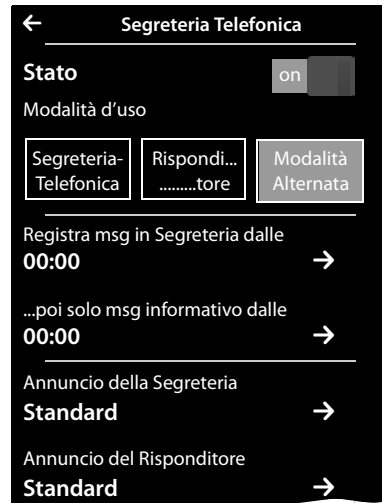 Segreteria Telefonica
Stato
on
Modalità d'uso
Segreteria-
Telefonica
Rispondi...
.........tore
Modalità
Alternata
Registra msg in Segreteria dalle
00:00
...poi solo msg informativo dalle
00:00
Annuncio della Segreteria
Standard
Annuncio del Risponditore
Standard